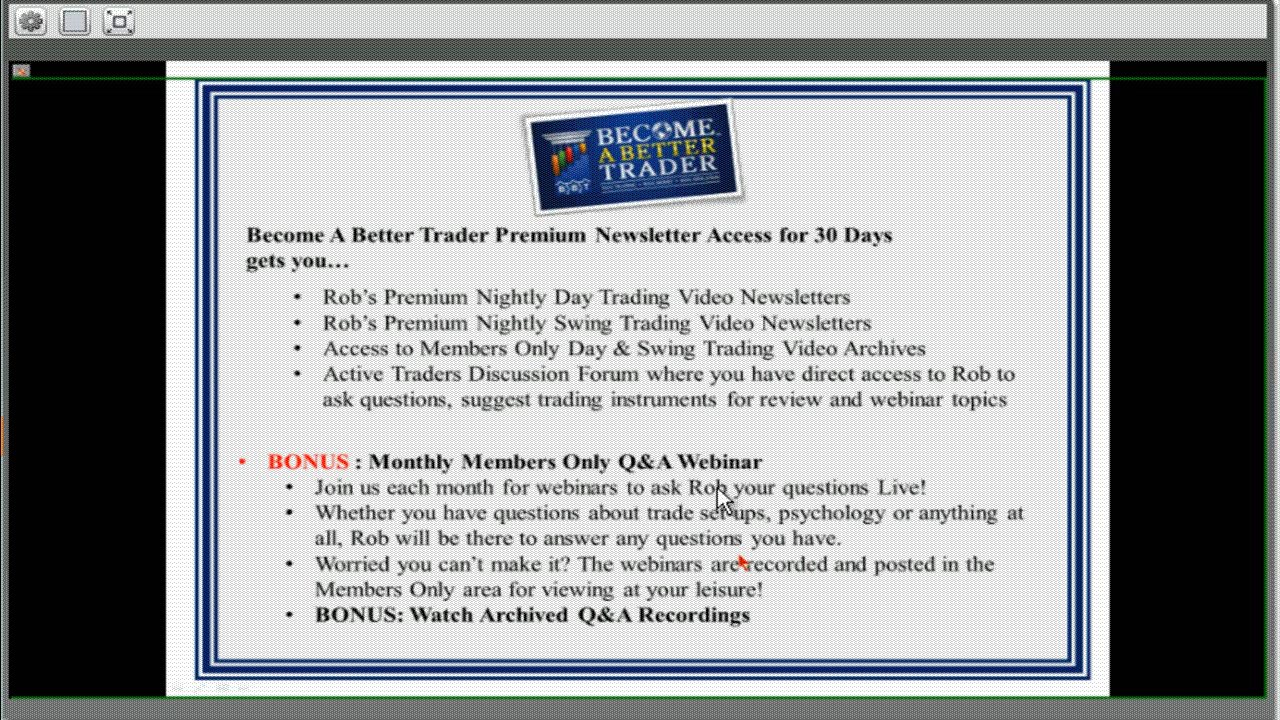 BECOME
A BETTER
TRADER
Become A Better Trader Premium Newsletter Access for 30 Days
gets you…
• Rob's Premium Nightly Day Trading Video Newsletters
• Rob's Premium Nightly Swing Trading Video Newsletters
• Access to Members Only Day & Swing Trading Video Archives
• Active Traders Discussion Forum where you have direct access to Rob to
ask questions, suggest trading instruments for review and webinar topics
• BONUS : Monthly Members Only Q&A Webinar
• Join us each month for webinars to ask Rob your questions Live!
• Whether you have questions about trade set-ups, psychology or anything at
all, Rob will be there to answer any questions you have.
• Worried you can't make it? The webinars are recorded and posted in the
Members Only area for viewing at your leisure!
• BONUS: Watch Archived Q&A Recordings